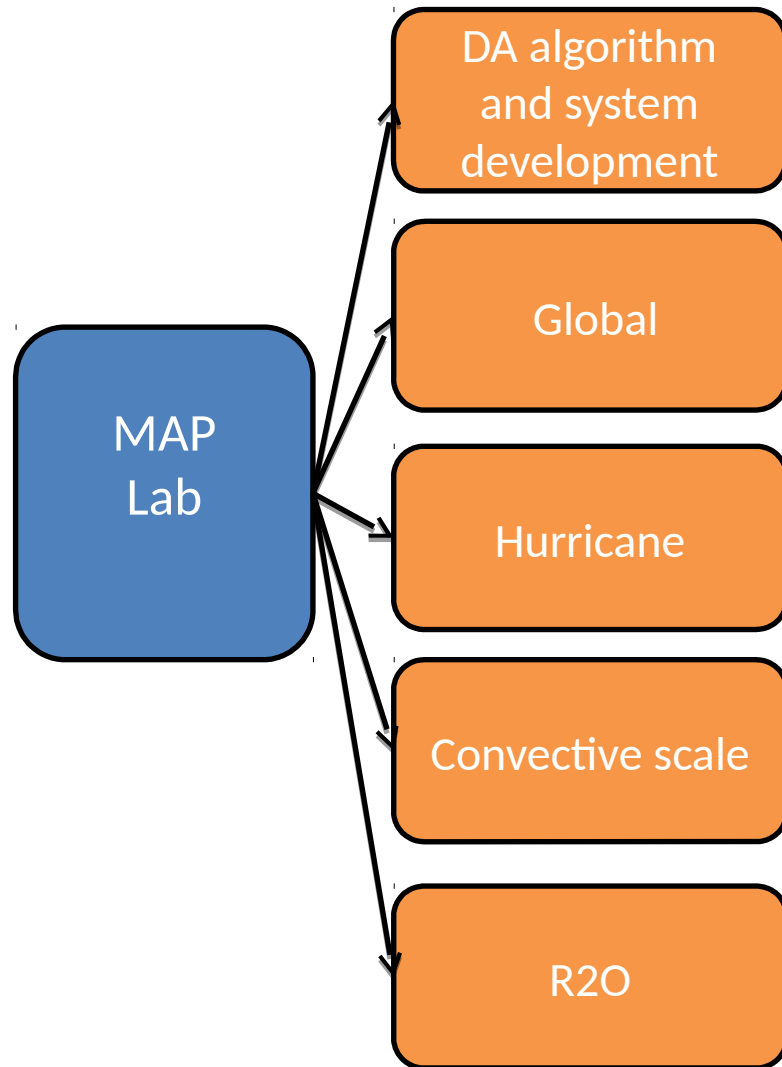 DA algorithm
and system
development
Global
MAP
Lab
Hurricane
Convective scale
R2O